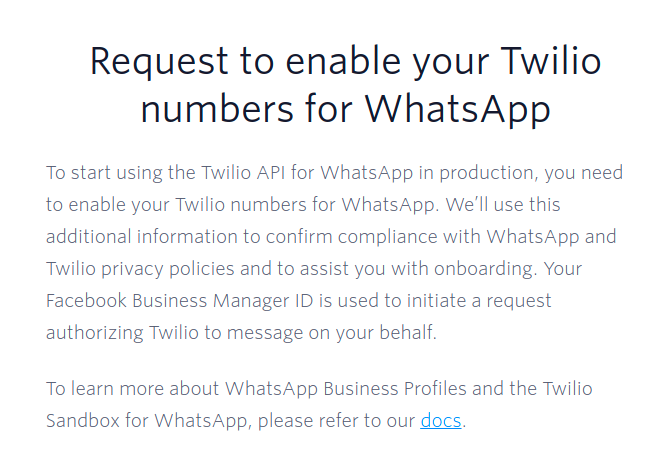 Request to enable your Twilio
numbers for WhatsApp
To start using the Twilio API for WhatsApp in production, you need
to enable your Twilio numbers for WhatsApp. We’ll use this
additional information to confirm compliance with WhatsApp and
Twilio privacy policies and to assist you with onboarding. Your
Facebook Business Manager ID is used to initiate a request
authorizing Twilio to message on your behalf.
To learn more about WhatsApp Business Profiles and the Twilio
Sandbox for WhatsApp, please refer to our docs.